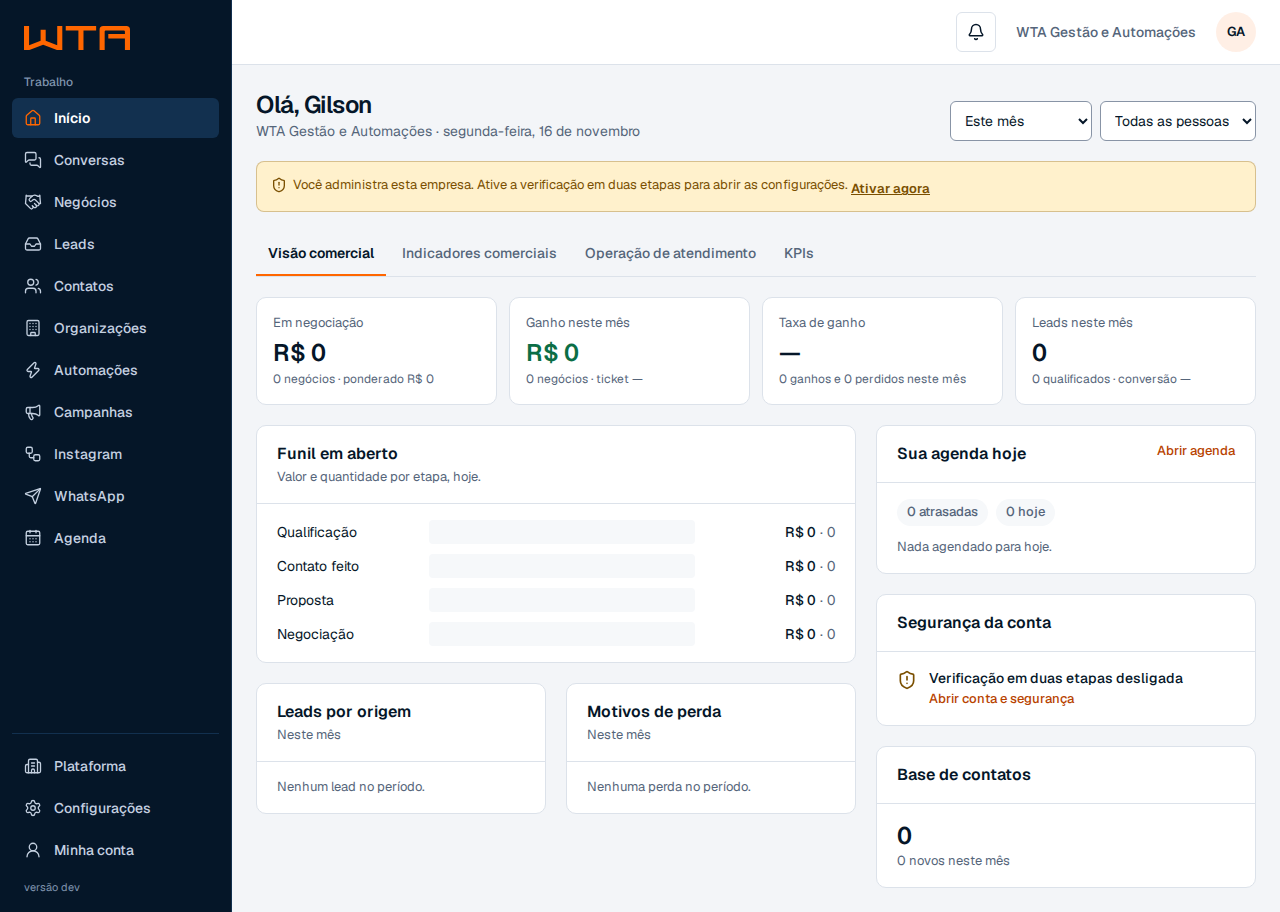 WTA
Trabalho
Início
Conversas
Negócios
Leads
Contatos
Organizações
Automações
Campanhas
Instagram
WhatsApp
Agenda
Plataforma
Configurações
Minha conta
versão dev
WTA Gestão e Automações
GA
Olá, Gilson
WTA Gestão e Automações · segunda-feira, 16 de novembro
Este mês
Todas as pessoas
Você administra esta empresa. Ative a verificação em duas etapas para abrir as configurações. Ativar agora
Visão comercial
Indicadores comerciais
Operação de atendimento
KPIs
Em negociação
R$ 0
0 negócios · ponderado R$ 0
Ganho neste mês
R$ 0
0 negócios · ticket —
Taxa de ganho
—
0 ganhos e 0 perdidos neste mês
Leads neste mês
0
0 qualificados · conversão —
Funil em aberto
Valor e quantidade por etapa, hoje.
Qualificação R$ 0 · 0
Contato feito R$ 0 · 0
Proposta R$ 0 · 0
Negociação R$ 0 · 0
Leads por origem
Neste mês
Nenhum lead no período.
Motivos de perda
Neste mês
Nenhuma perda no período.
Sua agenda hoje
Abrir agenda
0 atrasadas
0 hoje
Nada agendado para hoje.
Segurança da conta
Verificação em duas etapas desligada
Abrir conta e segurança
Base de contatos
0
0 novos neste mês